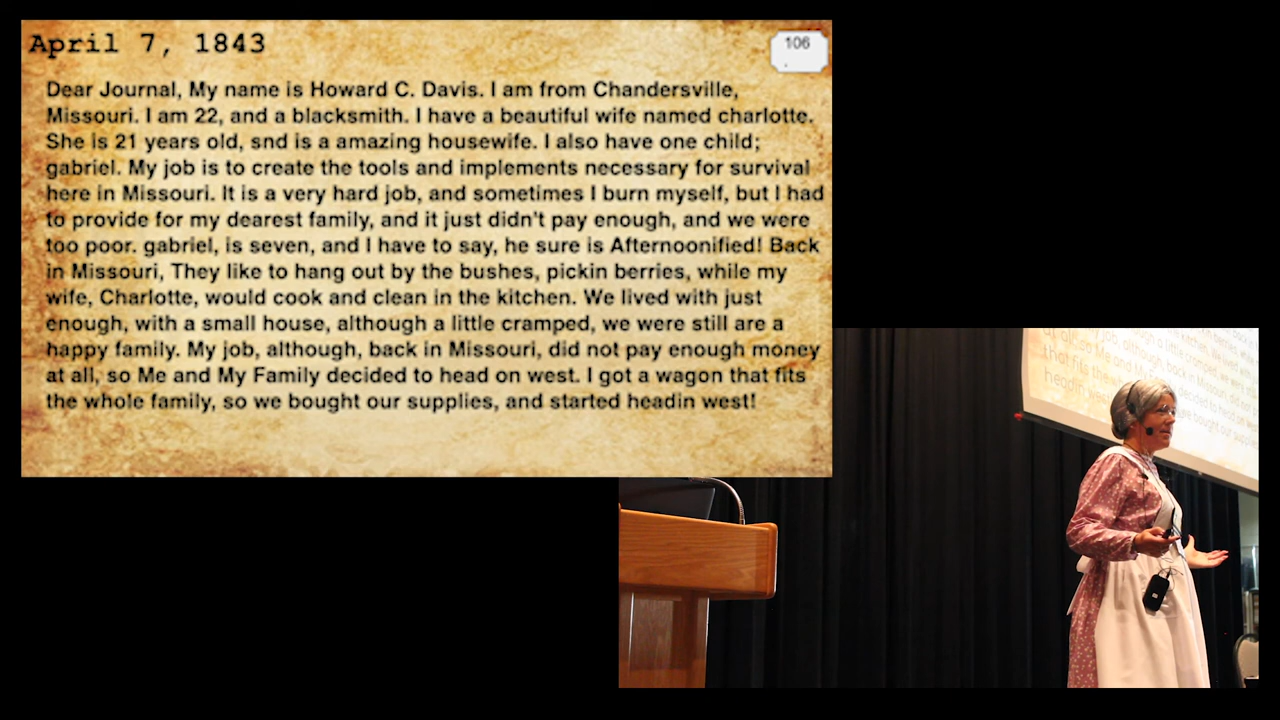 April 7, 1843
106
Dear Journal, My name is Howard C. Davis. I am from Chandersville,
Missouri. I am 22, and a blacksmith. I have a beautiful wife named charlotte.
She is 21 years old, snd is a amazing housewife. I also have one child;
gabriel. My job is to create the tools and implements necessary for survival
here in Missouri. It is a very hard job, and sometimes I burn myself, but I had
to provide for my dearest family, and it just didn't pay enough, and we were
too poor. gabriel, is seven, and I have to say, he sure is Afternoonified! Back
in Missouri, They like to hang out by the bushes, pickin berries, while my
wife, Charlotte, would cook and clean in the kitchen. We lived with just
enough, with a small house, although a little cramped, we were still are a
happy family. My job, although, back in Missouri, did not pay enough money
at all, so Me and My Family decided to head on west. I got a wagon that fits
the whole family, so we bought our supplies, and started headin west!